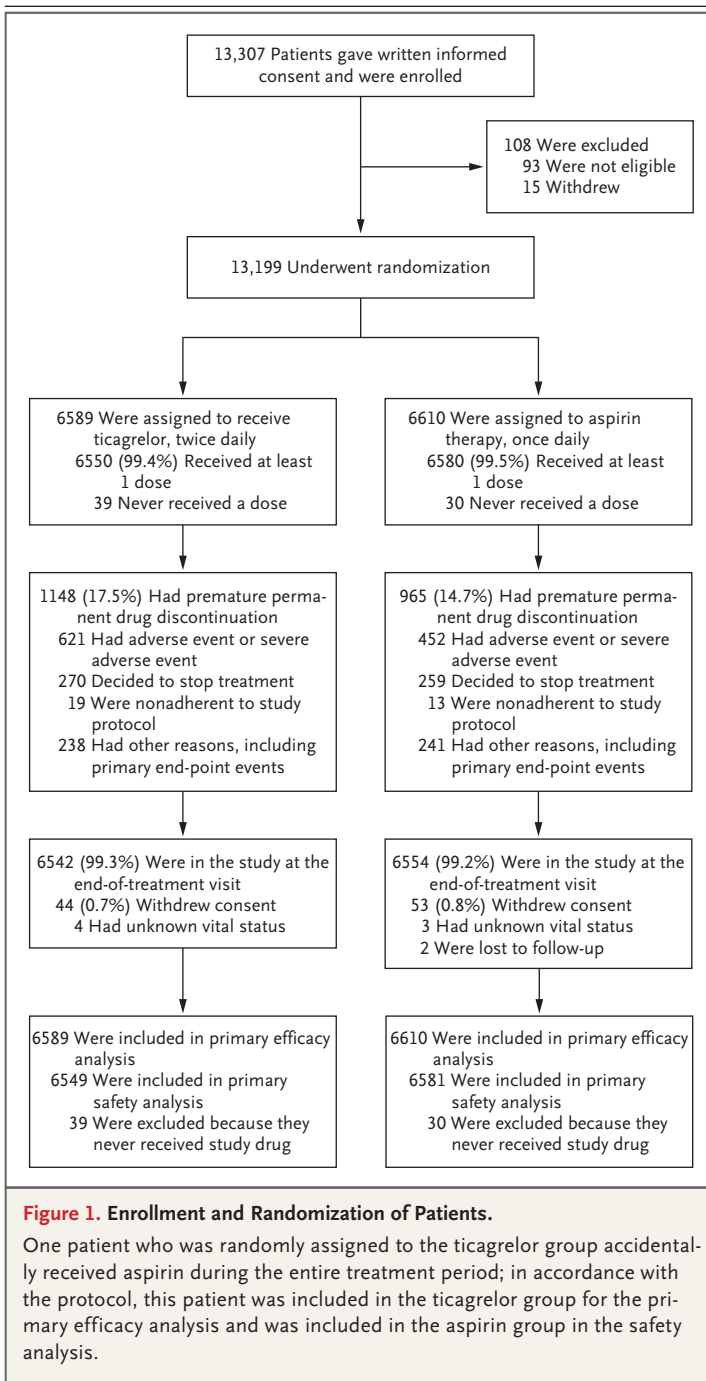 13,307 Patients gave written informed
consent and were enrolled
108 Were excluded
93 Were not eligible
15 Withdrew
13,199 Underwent randomization
6589 Were assigned to receive
ticagrelor, twice daily
6550 (99.4%) Received at least
1 dose
39 Never received a dose
6610 Were assigned to aspirin
therapy, once daily
6580 (99.5%) Received at least
1 dose
30 Never received a dose
1148 (17.5%) Had premature perma-
nent drug discontinuation
621 Had adverse event or severe
adverse event
270 Decided to stop treatment
19 Were nonadherent to study
protocol
238 Had other reasons, including
primary end-point events
965 (14.7%) Had premature perma-
nent drug discontinuation
452 Had adverse event or severe
adverse event
259 Decided to stop treatment
13 Were nonadherent to study
protocol
241 Had other reasons, including
primary end-point events
6542 (99.3%) Were in the study at the
end-of-treatment visit
44 (0.7%) Withdrew consent
4 Had unknown vital status
6554 (99.2%) Were in the study at the
end-of-treatment visit
53 (0.8%) Withdrew consent
3 Had unknown vital status
2 Were lost to follow-up
6589 Were included in primary efficacy
analysis
6549 Were included in primary
safety analysis
39 Were excluded because they
never received study drug
6610 Were included in primary efficacy
analysis
6581 Were included in primary
safety analysis
30 Were excluded because they
never received study drug
Figure 1. Enrollment and Randomization of Patients.
One patient who was randomly assigned to the ticagrelor group accidental-
ly received aspirin during the entire treatment period; in accordance with
the protocol, this patient was included in the ticagrelor group for the pri-
mary efficacy analysis and was included in the aspirin group in the safety
analysis.